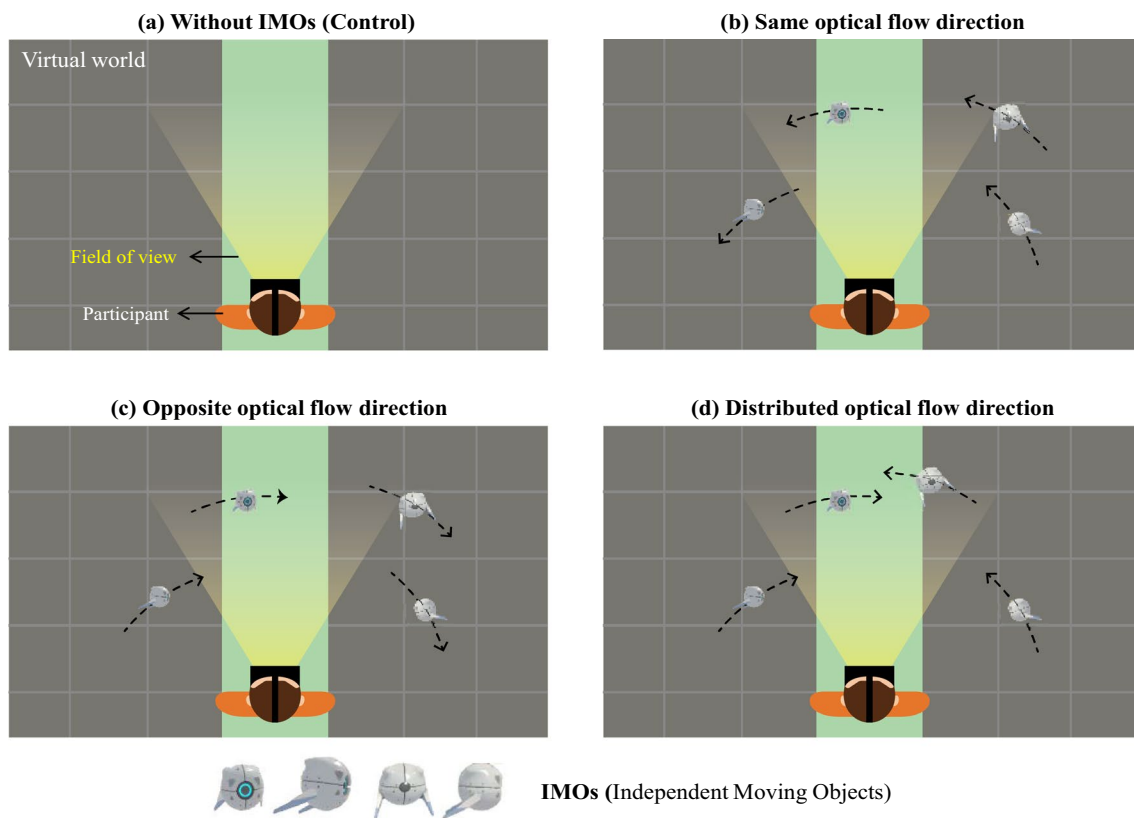 (a) Without IMOs (Control)
(b) Same optical flow direction
Virtual world
Field of view
Participant
(c) Opposite optical flow direction
(d) Distributed optical flow direction
IMOs (Independent Moving Objects)